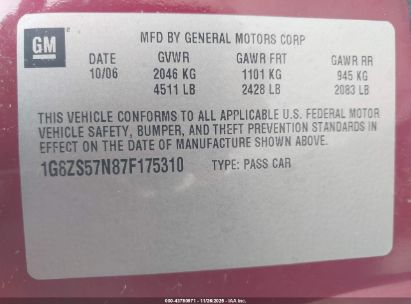 GM
MFD BY GENERAL MOTORS CORP
DATE GVWR GAWR FRT GAWR RR
10/06 2046 KG 1101 KG 945 KG
4511 LB 2428 LB 2083 LB
THIS VEHICLE CONFORMS TO ALL APPLICABLE U.S. FEDERAL MOTOR
VEHICLE SAFETY, BUMPER, AND THEFT PREVENTION STANDARDS IN
EFFECT ON THE DATE OF MANUFACTURE SHOWN ABOVE.
1G8ZS57N87F175310 TYPE: PASS CAR